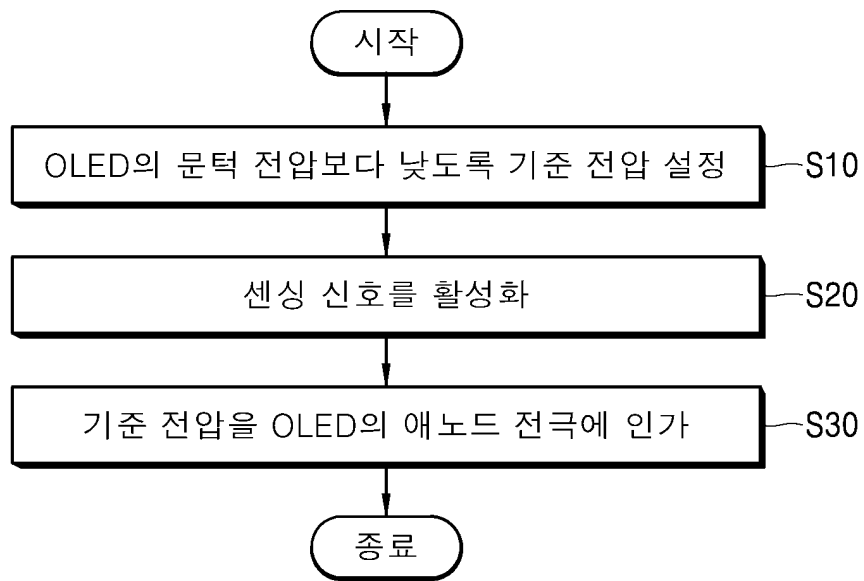 시작
OLED의 문턱 전압보다 낮도록 기준 전압 설정 S10
센싱 신호를 활성화 S20
기준 전압을 OLED의 애노드 전극에 인가 S30
종료